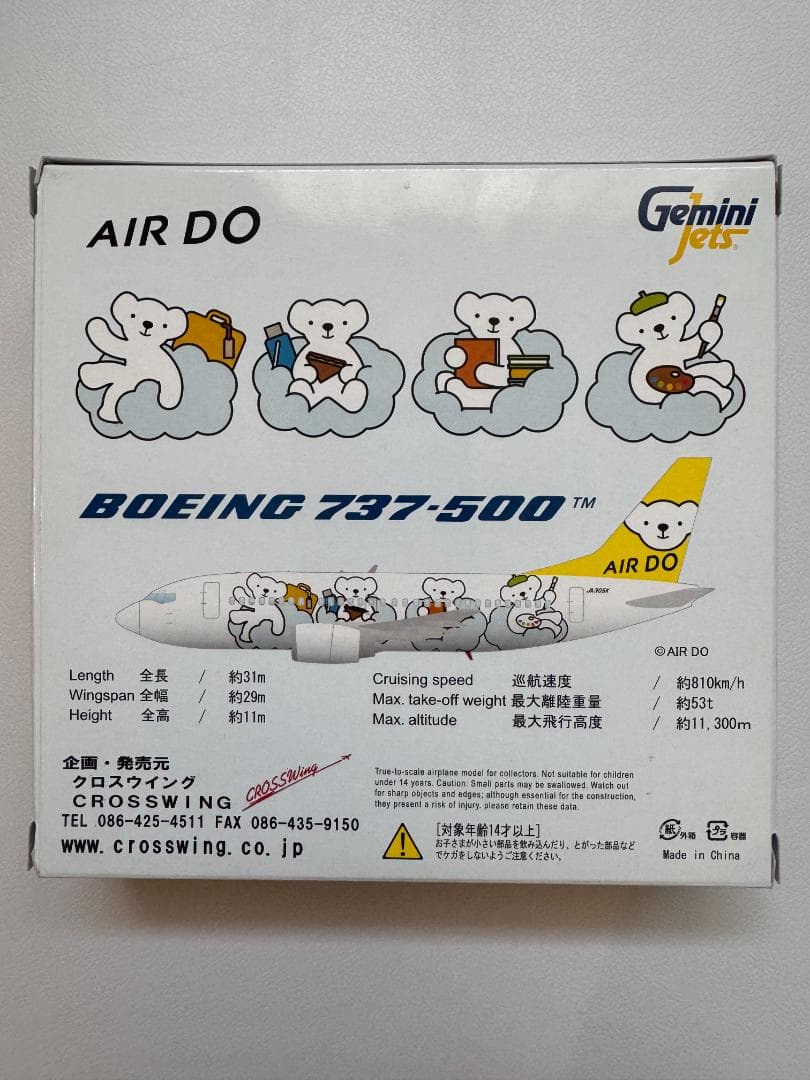 AIR DO
Gemini
Jets®
BOEING 737-500™
AIR DO
JA305K
©AIR DO
Length 全長 / 約31m
Wingspan 全幅 / 約29m
Height 全高 / 約11m
Cruising speed 巡航速度 / 約810km/h
Max. take-off weight 最大離陸重量 / 約53t
Max. altitude 最大飛行高度 / 約11,300m
企画・発売元
クロスウイング
CROSSWING
CROSSWing
TEL 086-425-4511 FAX 086-435-9150
www.crosswing.co.jp
True-to-scale airplane model for collectors. Not suitable for children
under 14 years. Caution: Small parts may be swallowed. Watch out
for sharp objects and edges; although essential for the construction,
they present a risk of injury. please retain these data.
[対象年齢14才以上]
お子さまが小さい部品を飲み込んだり、とがった部品など
でケガをしないようご注意ください。
紙 外箱 プラ 容器
Made in China